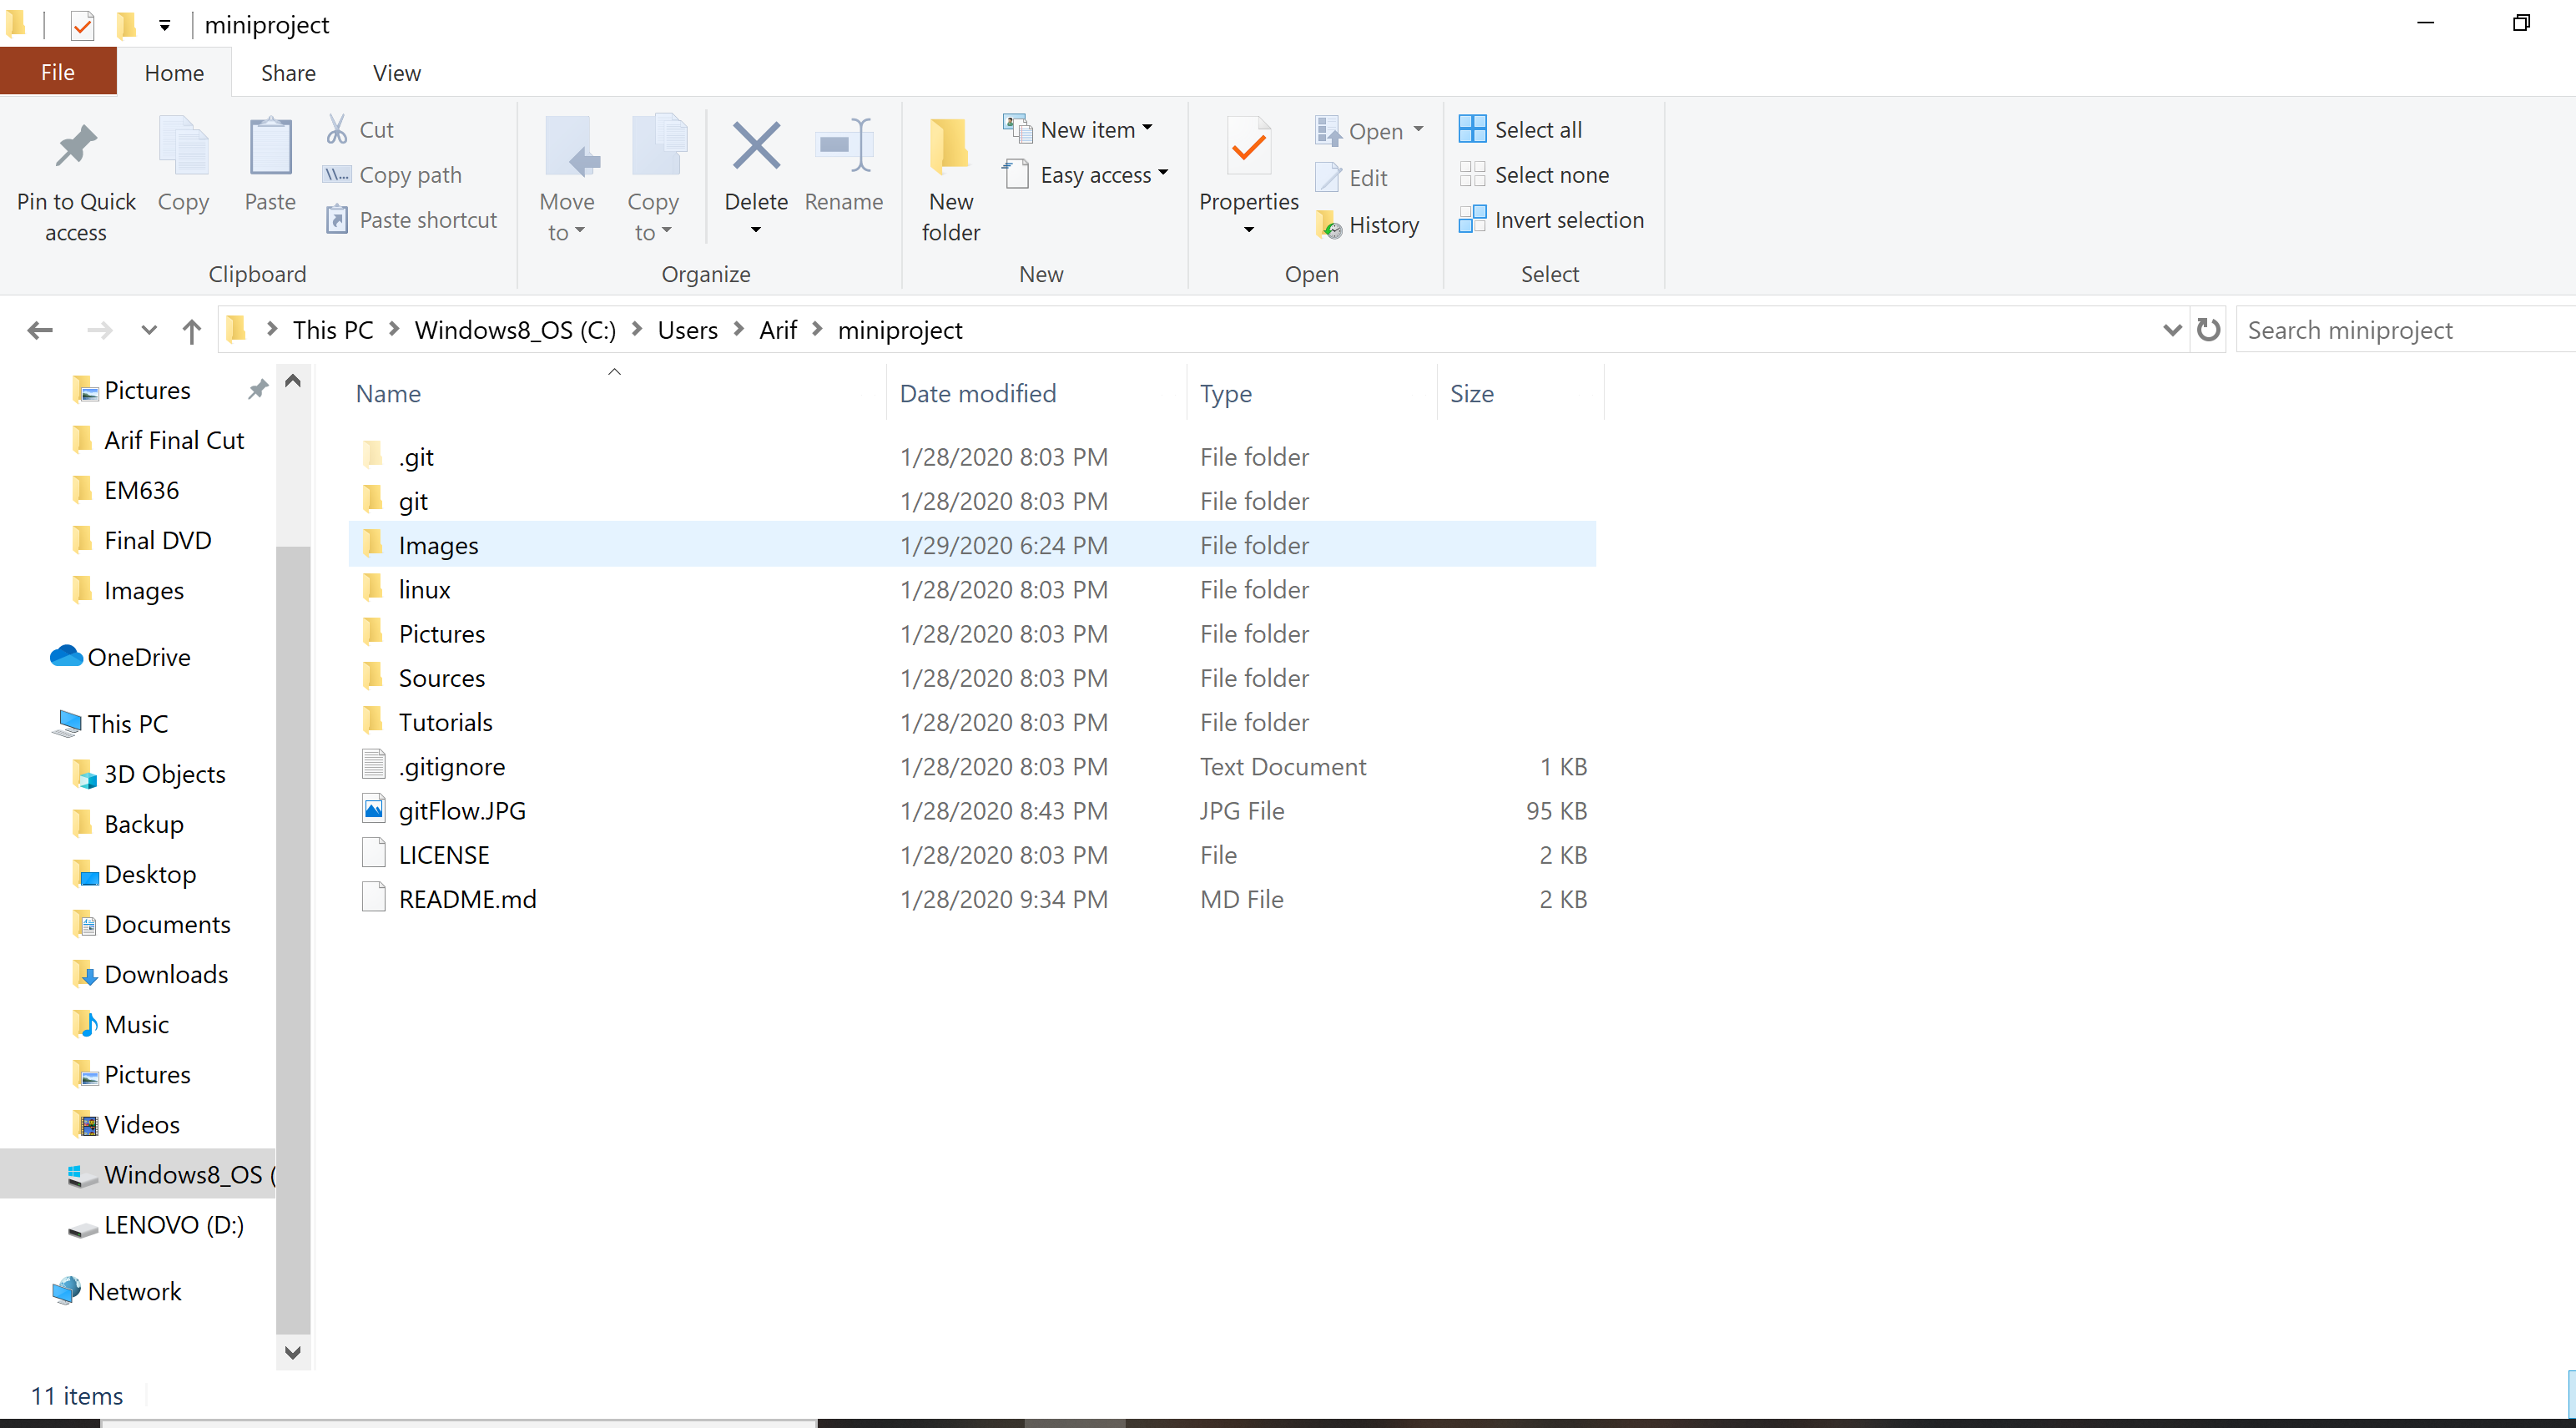 miniproject
File Home Share View
Pin to Quick access
Copy
Paste
Cut
Copy path
Paste shortcut
Clipboard
Move to
Copy to
Delete
Rename
Organize
New folder
New item
Easy access
New
Properties
Open
Edit
History
Open
Select all
Select none
Invert selection
Select
This PC > Windows8_OS (C:) > Users > Arif > miniproject
Search miniproject
Pictures
Arif Final Cut
EM636
Final DVD
Images
OneDrive
This PC
3D Objects
Backup
Desktop
Documents
Downloads
Music
Pictures
Videos
Windows8_OS (
LENOVO (D:)
Network
Name Date modified Type Size
.git 1/28/2020 8:03 PM File folder
git 1/28/2020 8:03 PM File folder
Images 1/29/2020 6:24 PM File folder
linux 1/28/2020 8:03 PM File folder
Pictures 1/28/2020 8:03 PM File folder
Sources 1/28/2020 8:03 PM File folder
Tutorials 1/28/2020 8:03 PM File folder
.gitignore 1/28/2020 8:03 PM Text Document 1 KB
gitFlow.JPG 1/28/2020 8:43 PM JPG File 95 KB
LICENSE 1/28/2020 8:03 PM File 2 KB
README.md 1/28/2020 9:34 PM MD File 2 KB
11 items